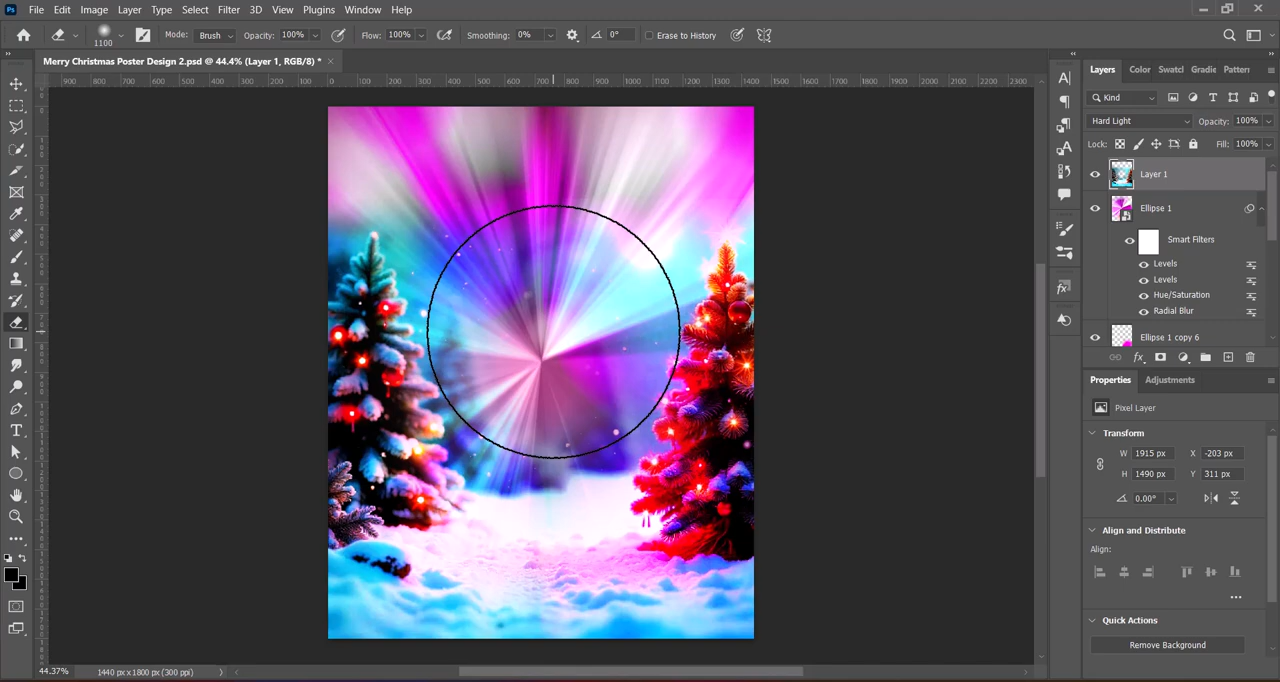 Ps File Edit Image Layer Type Select Filter 3D View Plugins Window Help
1100 Mode: Brush Opacity: 100% Flow: 100% Smoothing: 0% 0° Erase to History
Merry Christmas Poster Design 2.psd @ 44.4% (Layer 1, RGB/8) *
900 800 700 600 500 400 300 200 100 0 100 200 300 400 500 600 700 800 900 1000 1100 1200 1300 1400 1500 1600 1700 1800 1900 2000 2100 2200 2300
Layers Color Swatcl Gradie Pattern
Kind
Hard Light Opacity: 100%
Lock: Fill: 100%
Layer 1
Ellipse 1
Smart Filters
Levels
Levels
Hue/Saturation
Radial Blur
Ellipse 1 copy 6
fx
Properties Adjustments
Pixel Layer
Transform
W 1915 px X -203 px
H 1490 px Y 311 px
0.00°
Align and Distribute
Align:
Quick Actions
Remove Background
44.37% 1440 px x 1800 px (300 ppi)